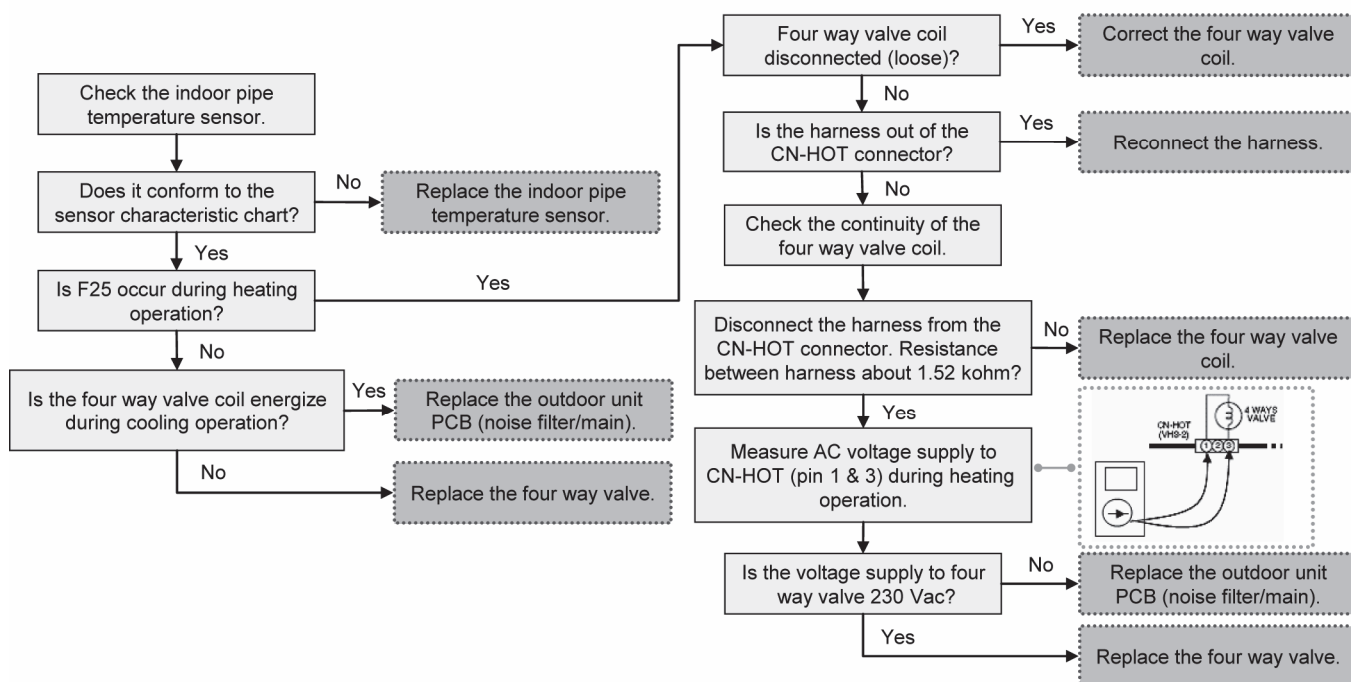 Check the indoor pipe
temperature sensor.
Does it conform to the
sensor characteristic chart?
No
Replace the indoor pipe
temperature sensor.
Yes
Is F25 occur during heating
operation?
Yes
No
Is the four way valve coil energize
during cooling operation?
Yes
Replace the outdoor unit
PCB (noise filter/main).
No
Replace the four way valve.
Four way valve coil
disconnected (loose)?
Yes
Correct the four way valve
coil.
No
Is the harness out of the
CN-HOT connector?
Yes
Reconnect the harness.
No
Check the continuity of the
four way valve coil.
Disconnect the harness from the
CN-HOT connector. Resistance
between harness about 1.52 kohm?
No
Replace the four way valve
coil.
Yes
Measure AC voltage supply to
CN-HOT (pin 1 & 3) during heating
operation.
4 WAYS
VALVE
CN-HOT
(VH3-2)
1 2 3
Is the voltage supply to four
way valve 230 Vac?
No
Replace the outdoor unit
PCB (noise filter/main).
Yes
Replace the four way valve.